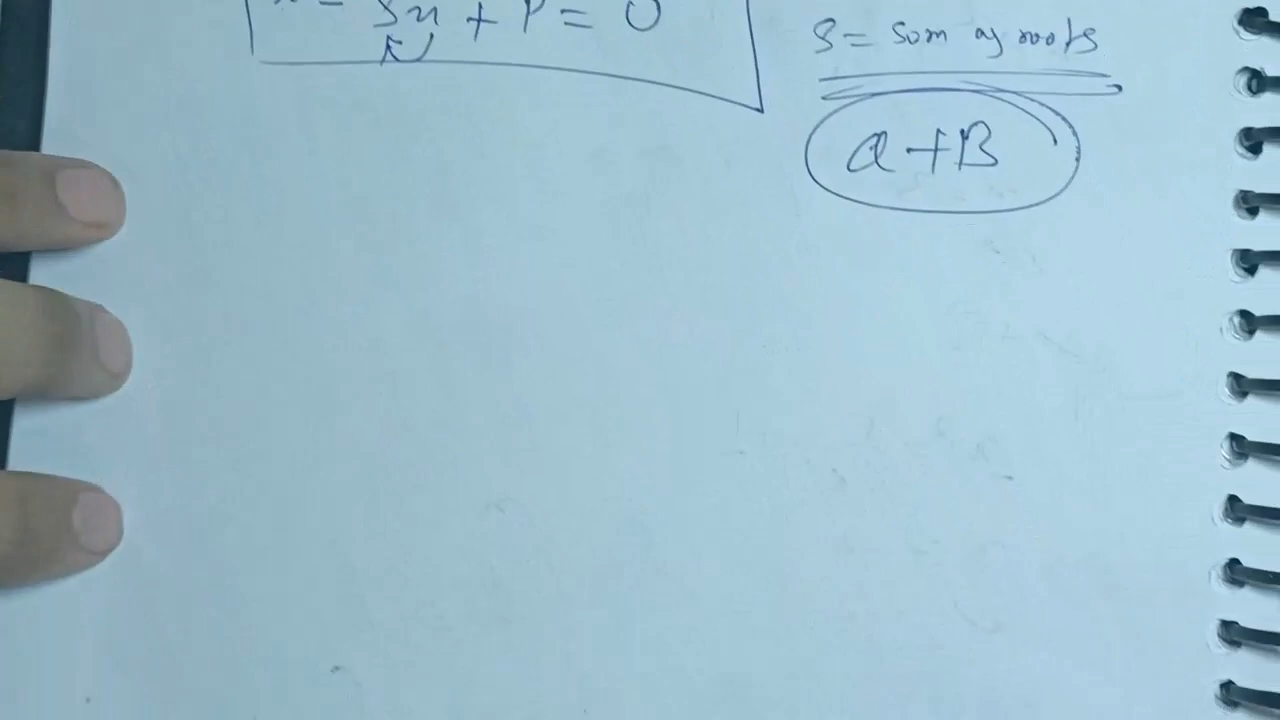 - Sx + P = 0
S = Sum of roots
α + β